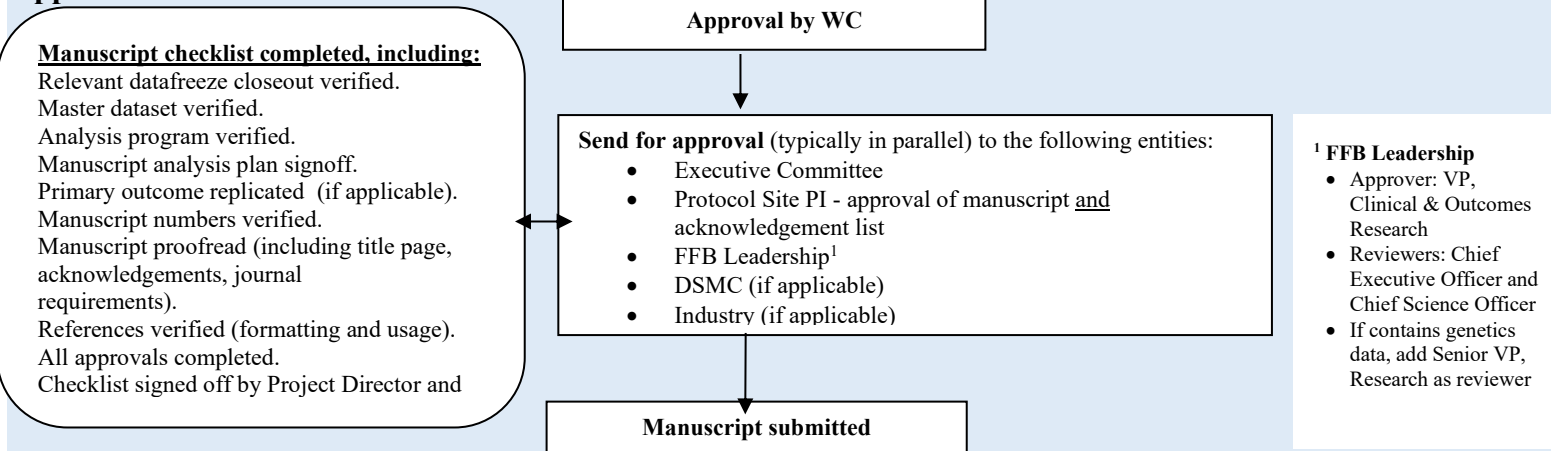 Approval by WC
Manuscript checklist completed, including:
Relevant datafreeze closeout verified.
Master dataset verified.
Analysis program verified.
Manuscript analysis plan signoff.
Primary outcome replicated  (if applicable).
Manuscript numbers verified.
Manuscript proofread (including title page,
acknowledgements, journal
requirements).
References verified (formatting and usage).
All approvals completed.
Checklist signed off by Project Director and
Send for approval (typically in parallel) to the following entities:
• Executive Committee
• Protocol Site PI - approval of manuscript and
acknowledgement list
• FFB Leadership¹
• DSMC (if applicable)
• Industry (if applicable)
¹ FFB Leadership
• Approver: VP,
Clinical & Outcomes
Research
• Reviewers: Chief
Executive Officer and
Chief Science Officer
• If contains genetics
data, add Senior VP,
Research as reviewer
Manuscript submitted